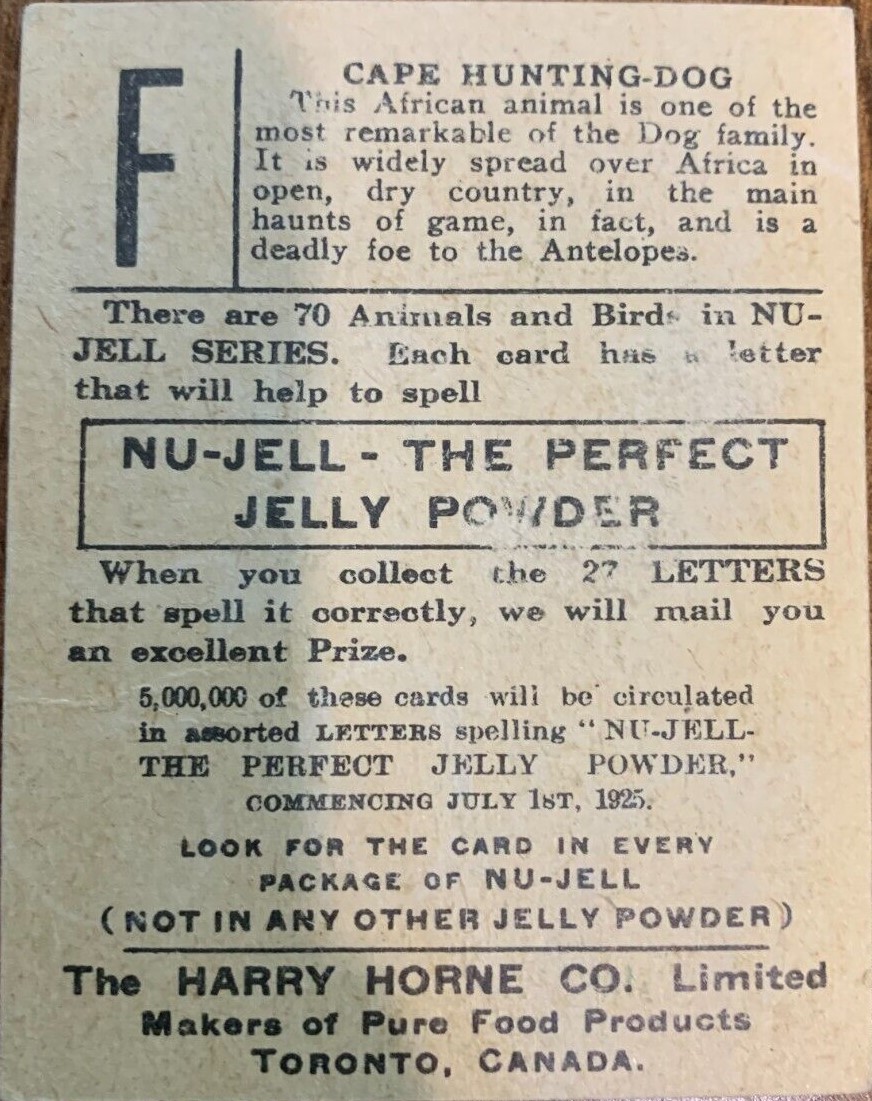 F
CAPE HUNTING-DOG
This African animal is one of the
most remarkable of the Dog family.
It is widely spread over Africa in
open, dry country, in the main
haunts of game, in fact, and is a
deadly foe to the Antelopes.
There are 70 Animals and Birds in NU-
JELL SERIES. Each card has a letter
that will help to spell
NU-JELL - THE PERFECT
JELLY POWDER
When you collect the 27 LETTERS
that spell it correctly, we will mail you
an excellent Prize.
5,000,000 of these cards will be circulated
in assorted LETTERS spelling "NU-JELL-
THE PERFECT JELLY POWDER,"
COMMENCING JULY 1ST, 1925.
LOOK FOR THE CARD IN EVERY
PACKAGE OF NU-JELL
(NOT IN ANY OTHER JELLY POWDER)
The HARRY HORNE CO. Limited
Makers of Pure Food Products
TORONTO, CANADA.